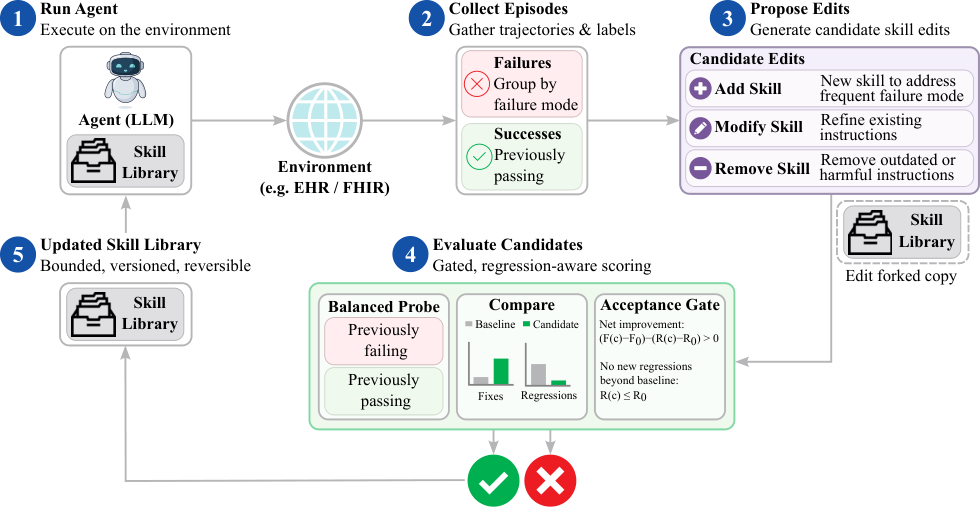 1
Run Agent
Execute on the environment
Agent (LLM)
Skill
Library
Environment
(e.g. EHR / FHIR)
2
Collect Episodes
Gather trajectories & labels
Failures
Group by
failure mode
Successes
Previously
passing
3
Propose Edits
Generate candidate skill edits
Candidate Edits
Add Skill
New skill to address
frequent failure mode
Modify Skill
Refine existing
instructions
Remove Skill
Remove outdated or
harmful instructions
Skill
Library
Edit forked copy
4
Evaluate Candidates
Gated, regression-aware scoring
Balanced Probe
Previously
failing
Previously
passing
Compare
Baseline
Candidate
Fixes
Regressions
Acceptance Gate
Net improvement:
(F(c)−F₀)−(R(c)−R₀) > 0
No new regressions
beyond baseline:
R(c) ≤ R₀
5
Updated Skill Library
Bounded, versioned, reversible
Skill
Library